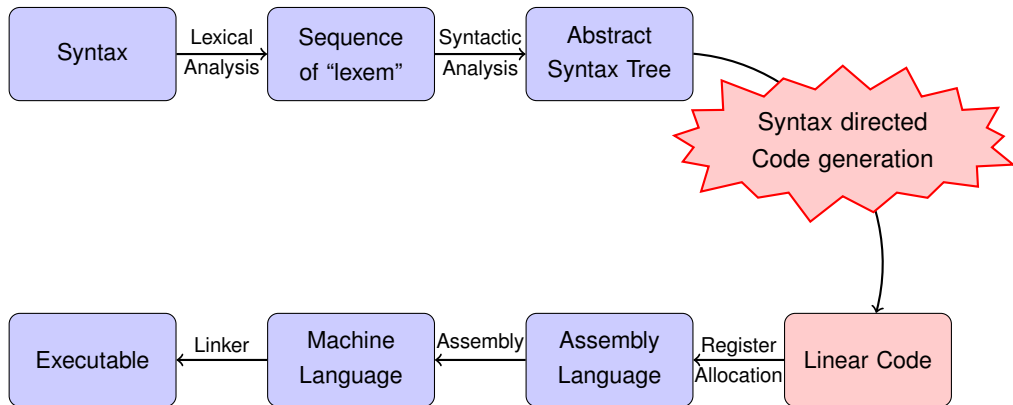 Syntax
Lexical
Analysis
Sequence
of “lexem”
Syntactic
Analysis
Abstract
Syntax Tree
Syntax directed
Code generation
Executable
Linker
Machine
Language
Assembly
Assembly
Language
Register
Allocation
Linear Code